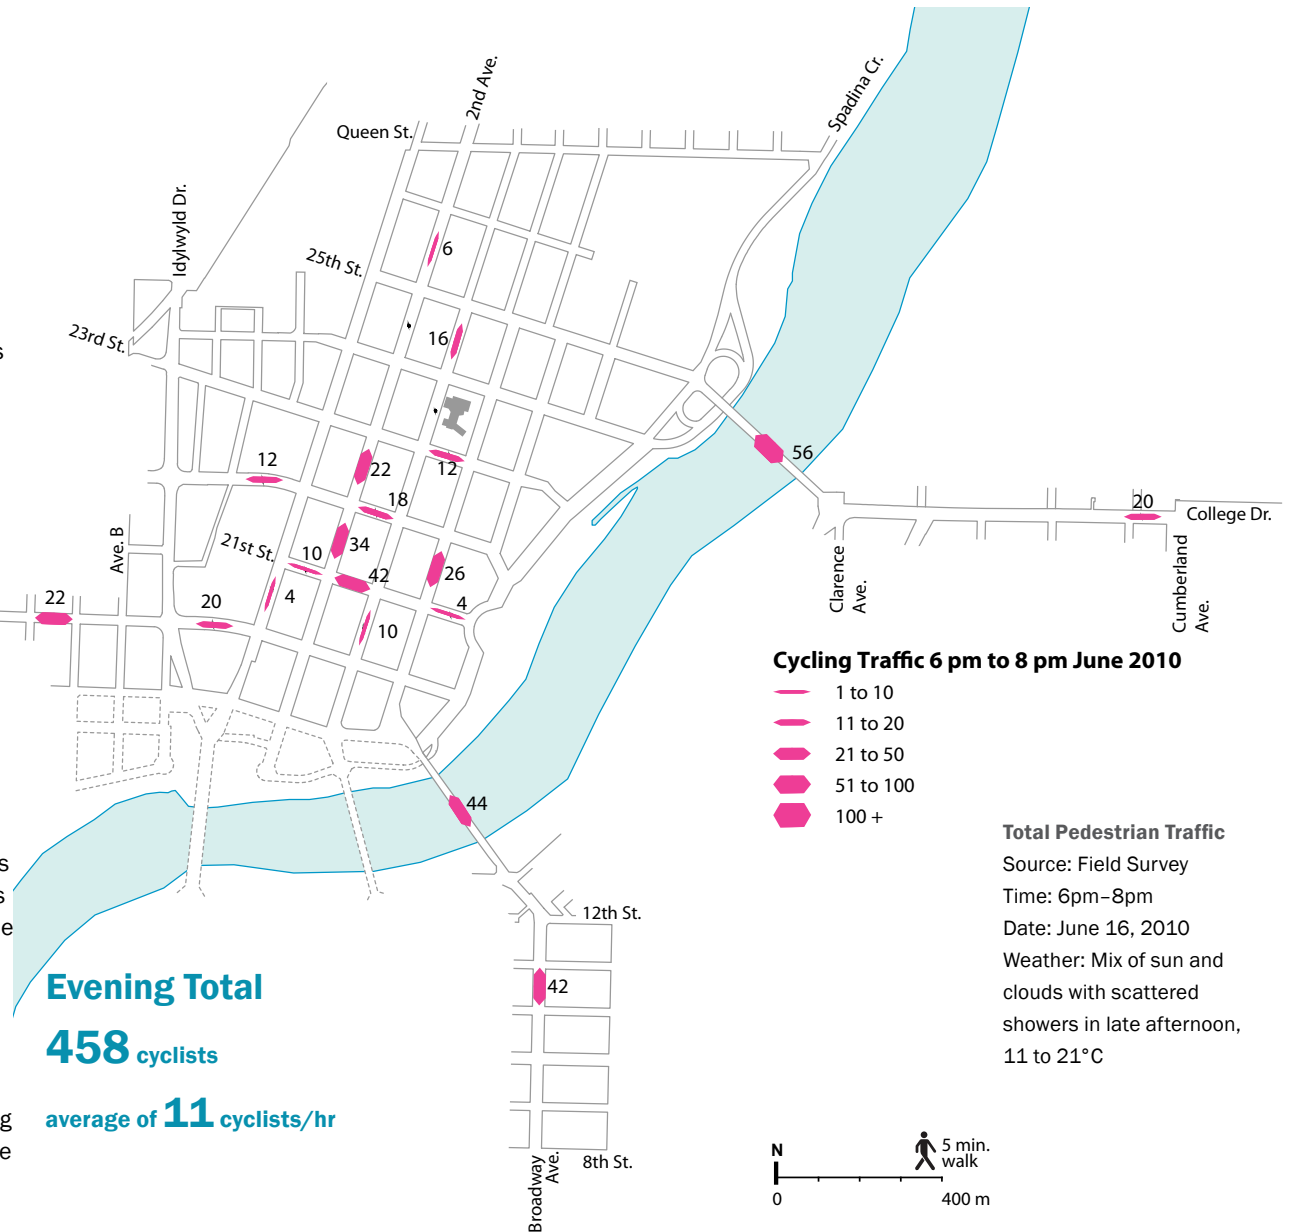 2nd Ave.
Spadina Cr.
Queen St.
Idylwyld Dr.
25th St.
6
23rd St.
16
s
12
22
12
56
18
20
College Dr.
Ave. B
21st St.
10
34
42
26
Clarence
Ave.
Cumberland
Ave.
22
20
4
4
10
Cycling Traffic 6 pm to 8 pm June 2010
1 to 10
11 to 20
21 to 50
51 to 100
100 +
44
Total Pedestrian Traffic
Source: Field Survey
Time: 6pm–8pm
Date: June 16, 2010
Weather: Mix of sun and
clouds with scattered
showers in late afternoon,
11 to 21°C
s
s
e
12th St.
42
Evening Total
458 cyclists
average of 11 cyclists/hr
g
e
8th St.
Broadway
Ave.
N
5 min.
walk
0
400 m